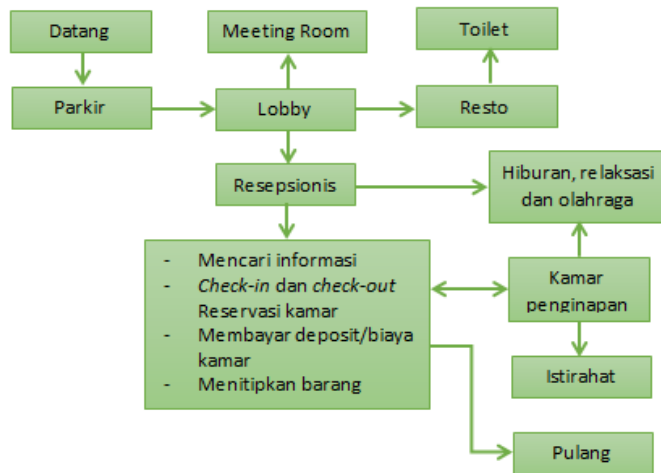 Datang
Meeting Room
Toilet
Parkir
Lobby
Resto
Resepsionis
Hiburan, relaksasi
dan olahraga
- Mencari informasi
- Check-in dan check-out
Reservasi kamar
- Membayar deposit/biaya
kamar
- Menitipkan barang
Kamar
penginapan
Istirahat
Pulang